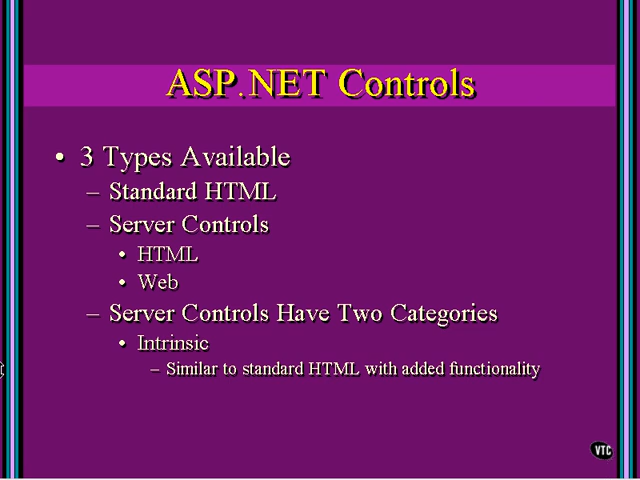 ASP.NET Controls
• 3 Types Available
– Standard HTML
– Server Controls
• HTML
• Web
– Server Controls Have Two Categories
• Intrinsic
– Similar to standard HTML with added functionality
VTC